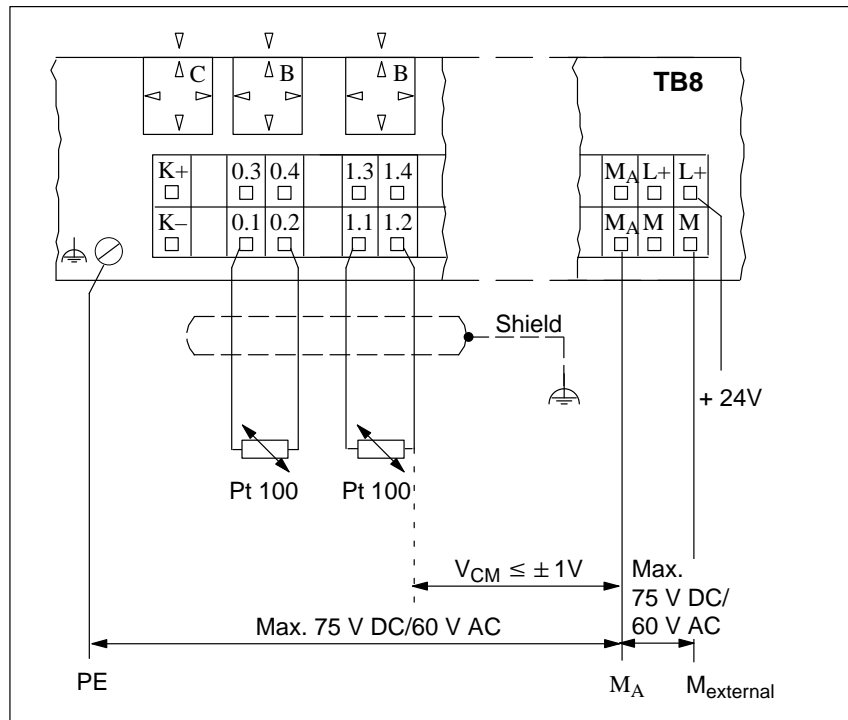 C B B TB8
K+ 0.3 0.4 1.3 1.4 MA L+ L+
K– 0.1 0.2 1.1 1.2 MA M M
Shield
+ 24V
Pt 100 Pt 100
VCM ≤ ± 1V
Max.
75 V DC/
60 V AC
Max. 75 V DC/60 V AC
PE MA Mexternal